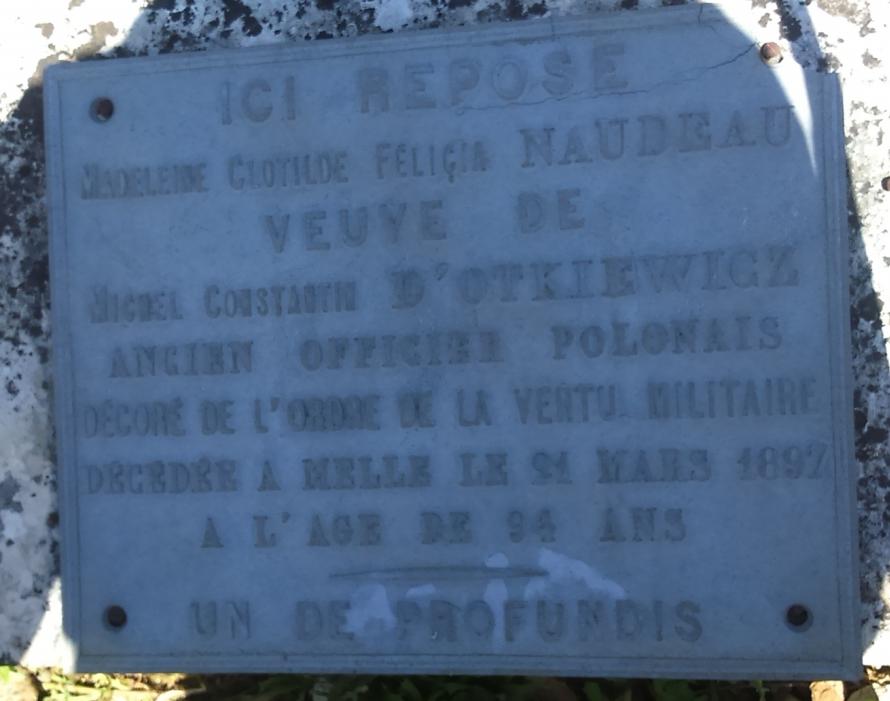 ICI REPOSE
MADELEINE CLOTILDE FÉLIÇIA NAUDEAU
VEUVE DE
MICHEL CONSTANTIN D'OTKIEWICZ
ANCIEN OFFICIER POLONAIS
DÉCORÉ DE L'ORDRE DE LA VERTU MILITAIRE
DÉCÉDÉE A MELLE LE 21 MARS 1897
A L'AGE DE 94 ANS
UN DE PROFUNDIS